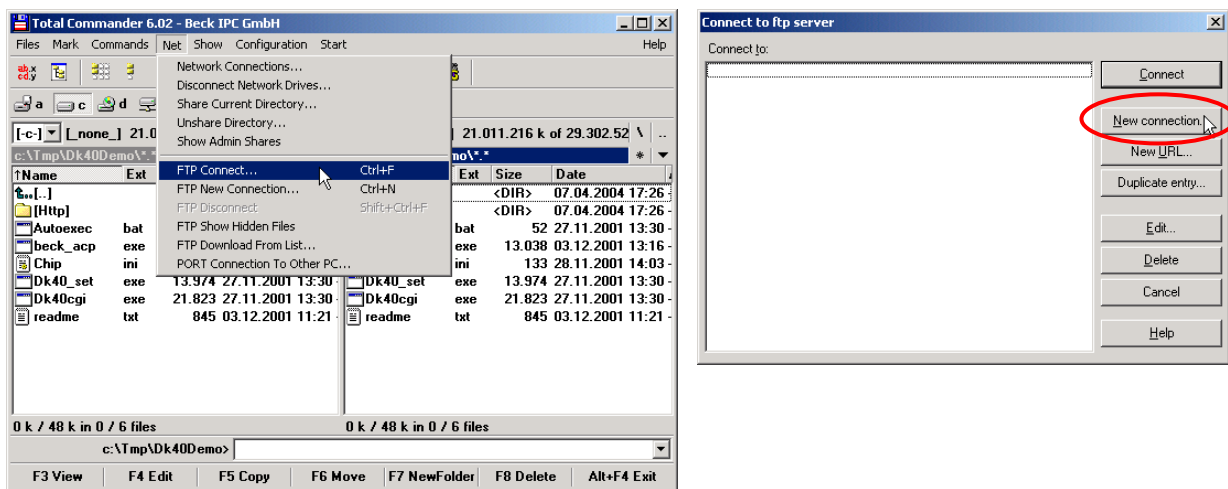 Total Commander 6.02 - Beck IPC GmbH
Files Mark Commands Net Show Configuration Start Help
Network Connections...
Disconnect Network Drives...
Share Current Directory...
Unshare Directory...
Show Admin Shares
FTP Connect... Ctrl+F
FTP New Connection... Ctrl+N
FTP Disconnect Shift+Ctrl+F
FTP Show Hidden Files
FTP Download From List...
PORT Connection To Other PC...
a c d
[-c-] [_none_] 21.0 21.011.216 k of 29.302.52 \ ..
c:\Tmp\Dk40Demo\*.* mo\*.* * ▼
↑Name Ext Ext Size Date
[..] <DIR> 07.04.2004 17:26 -
[Http] <DIR> 07.04.2004 17:26 -
Autoexec bat bat 52 27.11.2001 13:30 -
beck_acp exe exe 13.038 03.12.2001 13:16 -
Chip ini ini 133 28.11.2001 14:03 -
Dk40_set exe 13.974 27.11.2001 13:30 - Dk40_set exe 13.974 27.11.2001 13:30 -
Dk40cgi exe 21.823 27.11.2001 13:30 - Dk40cgi exe 21.823 27.11.2001 13:30 -
readme txt 845 03.12.2001 11:21 - readme txt 845 03.12.2001 11:21 -
0 k / 48 k in 0 / 6 files 0 k / 48 k in 0 / 6 files
c:\Tmp\Dk40Demo>
F3 View F4 Edit F5 Copy F6 Move F7 NewFolder F8 Delete Alt+F4 Exit
Connect to ftp server
Connect to:
Connect
New connection.
New URL...
Duplicate entry...
Edit...
Delete
Cancel
Help